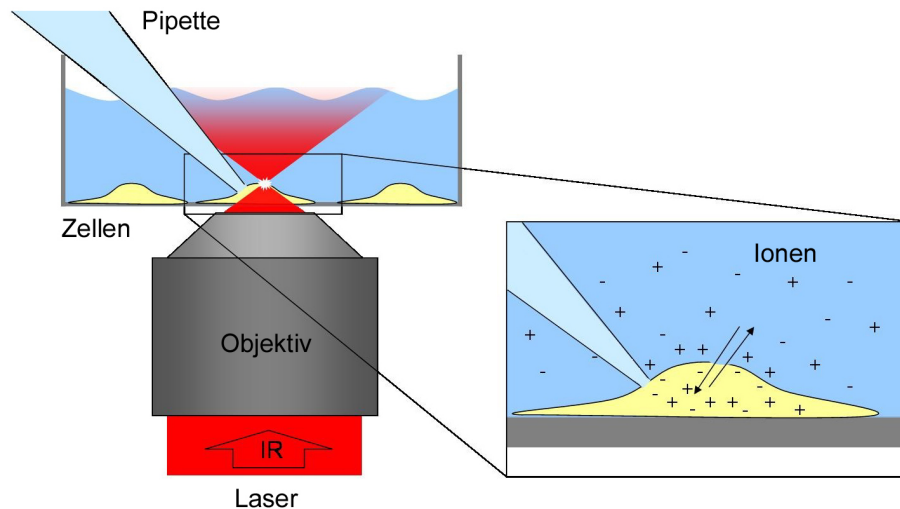 Pipette
Zellen
Ionen
Objektiv
IR
Laser